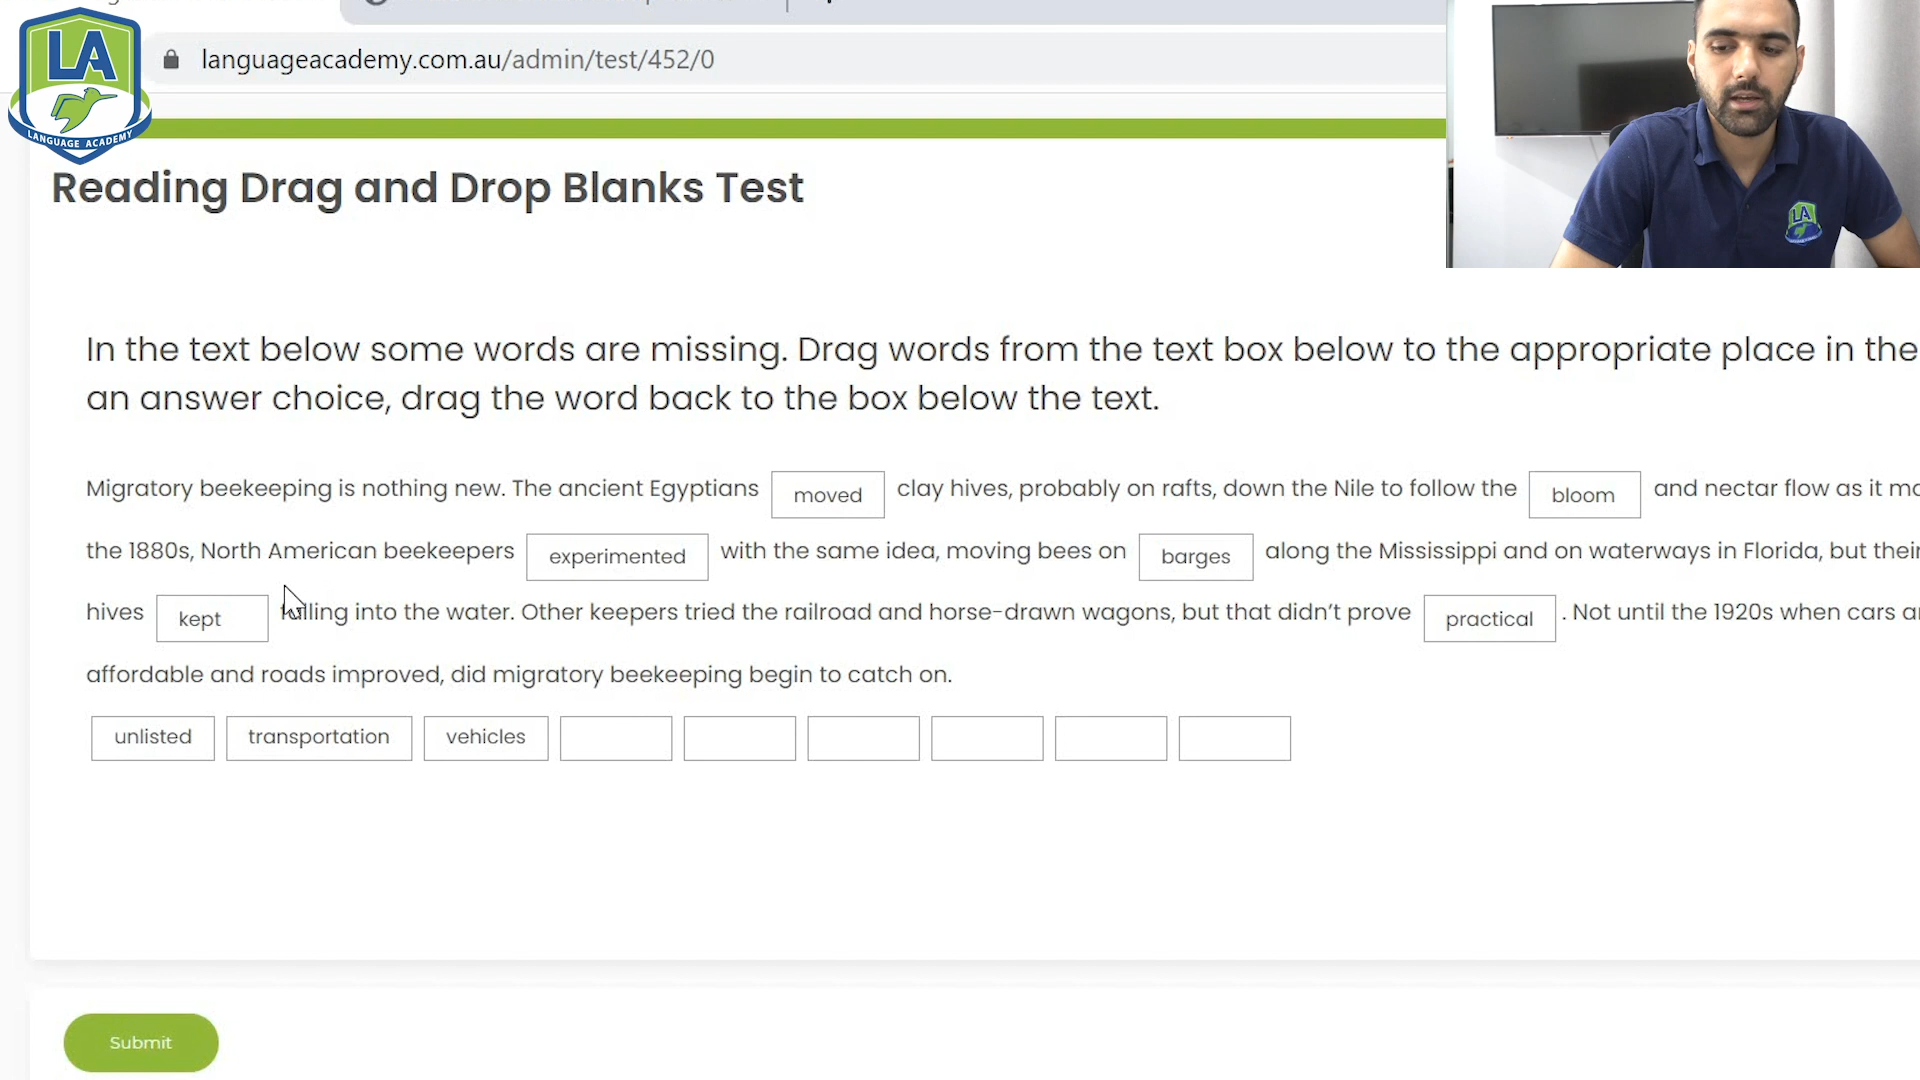 LA
LANGUAGE ACADEMY
languageacademy.com.au/admin/test/452/0
LA
Reading Drag and Drop Blanks Test
In the text below some words are missing. Drag words from the text box below to the appropriate place in the
an answer choice, drag the word back to the box below the text.
Migratory beekeeping is nothing new. The ancient Egyptians moved clay hives, probably on rafts, down the Nile to follow the bloom and nectar flow as it
the 1880s, North American beekeepers experimented with the same idea, moving bees on barges along the Mississippi and on waterways in Florida, but their
hives kept falling into the water. Other keepers tried the railroad and horse-drawn wagons, but that didn't prove practical . Not until the 1920s when cars
affordable and roads improved, did migratory beekeeping begin to catch on.
unlisted transportation vehicles
Submit